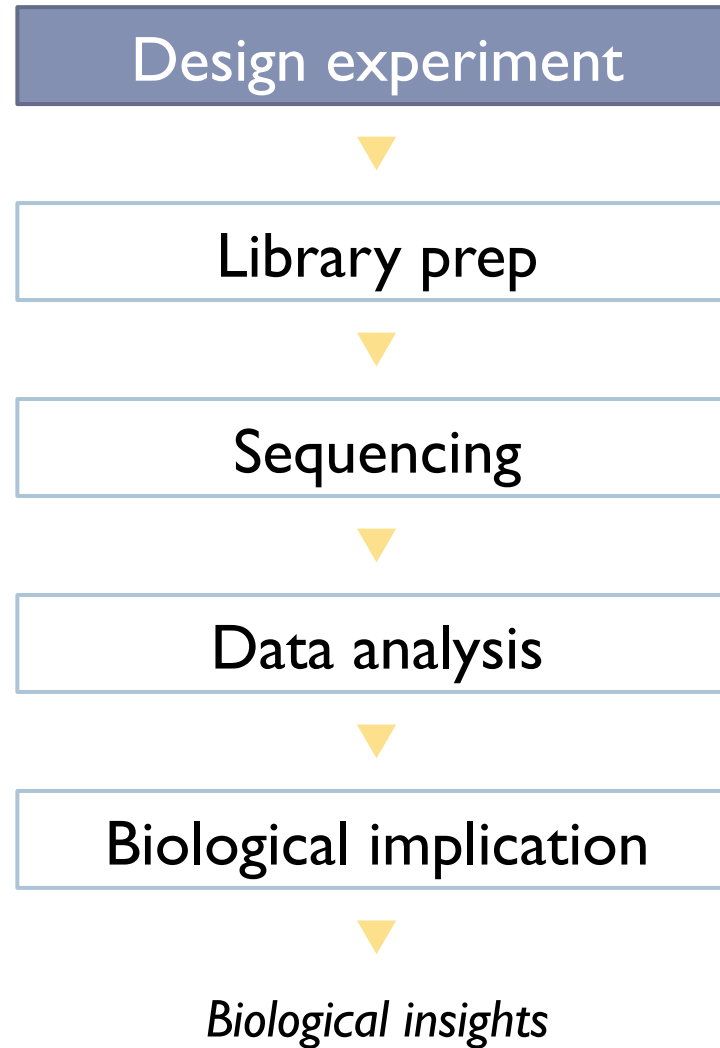 Design experiment
Library prep
Sequencing
Data analysis
Biological implication
Biological insights